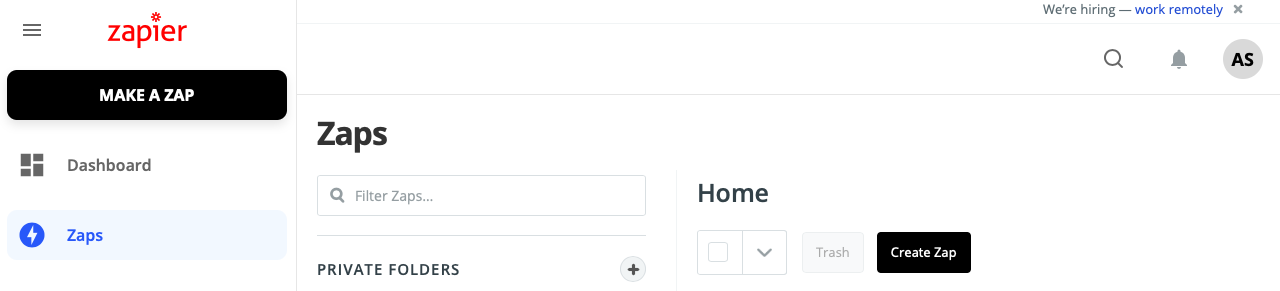 We're hiring — work remotely
zapier
AS
MAKE A ZAP
Zaps
Dashboard
Filter Zaps...
Home
Zaps
Trash
Create Zap
PRIVATE FOLDERS